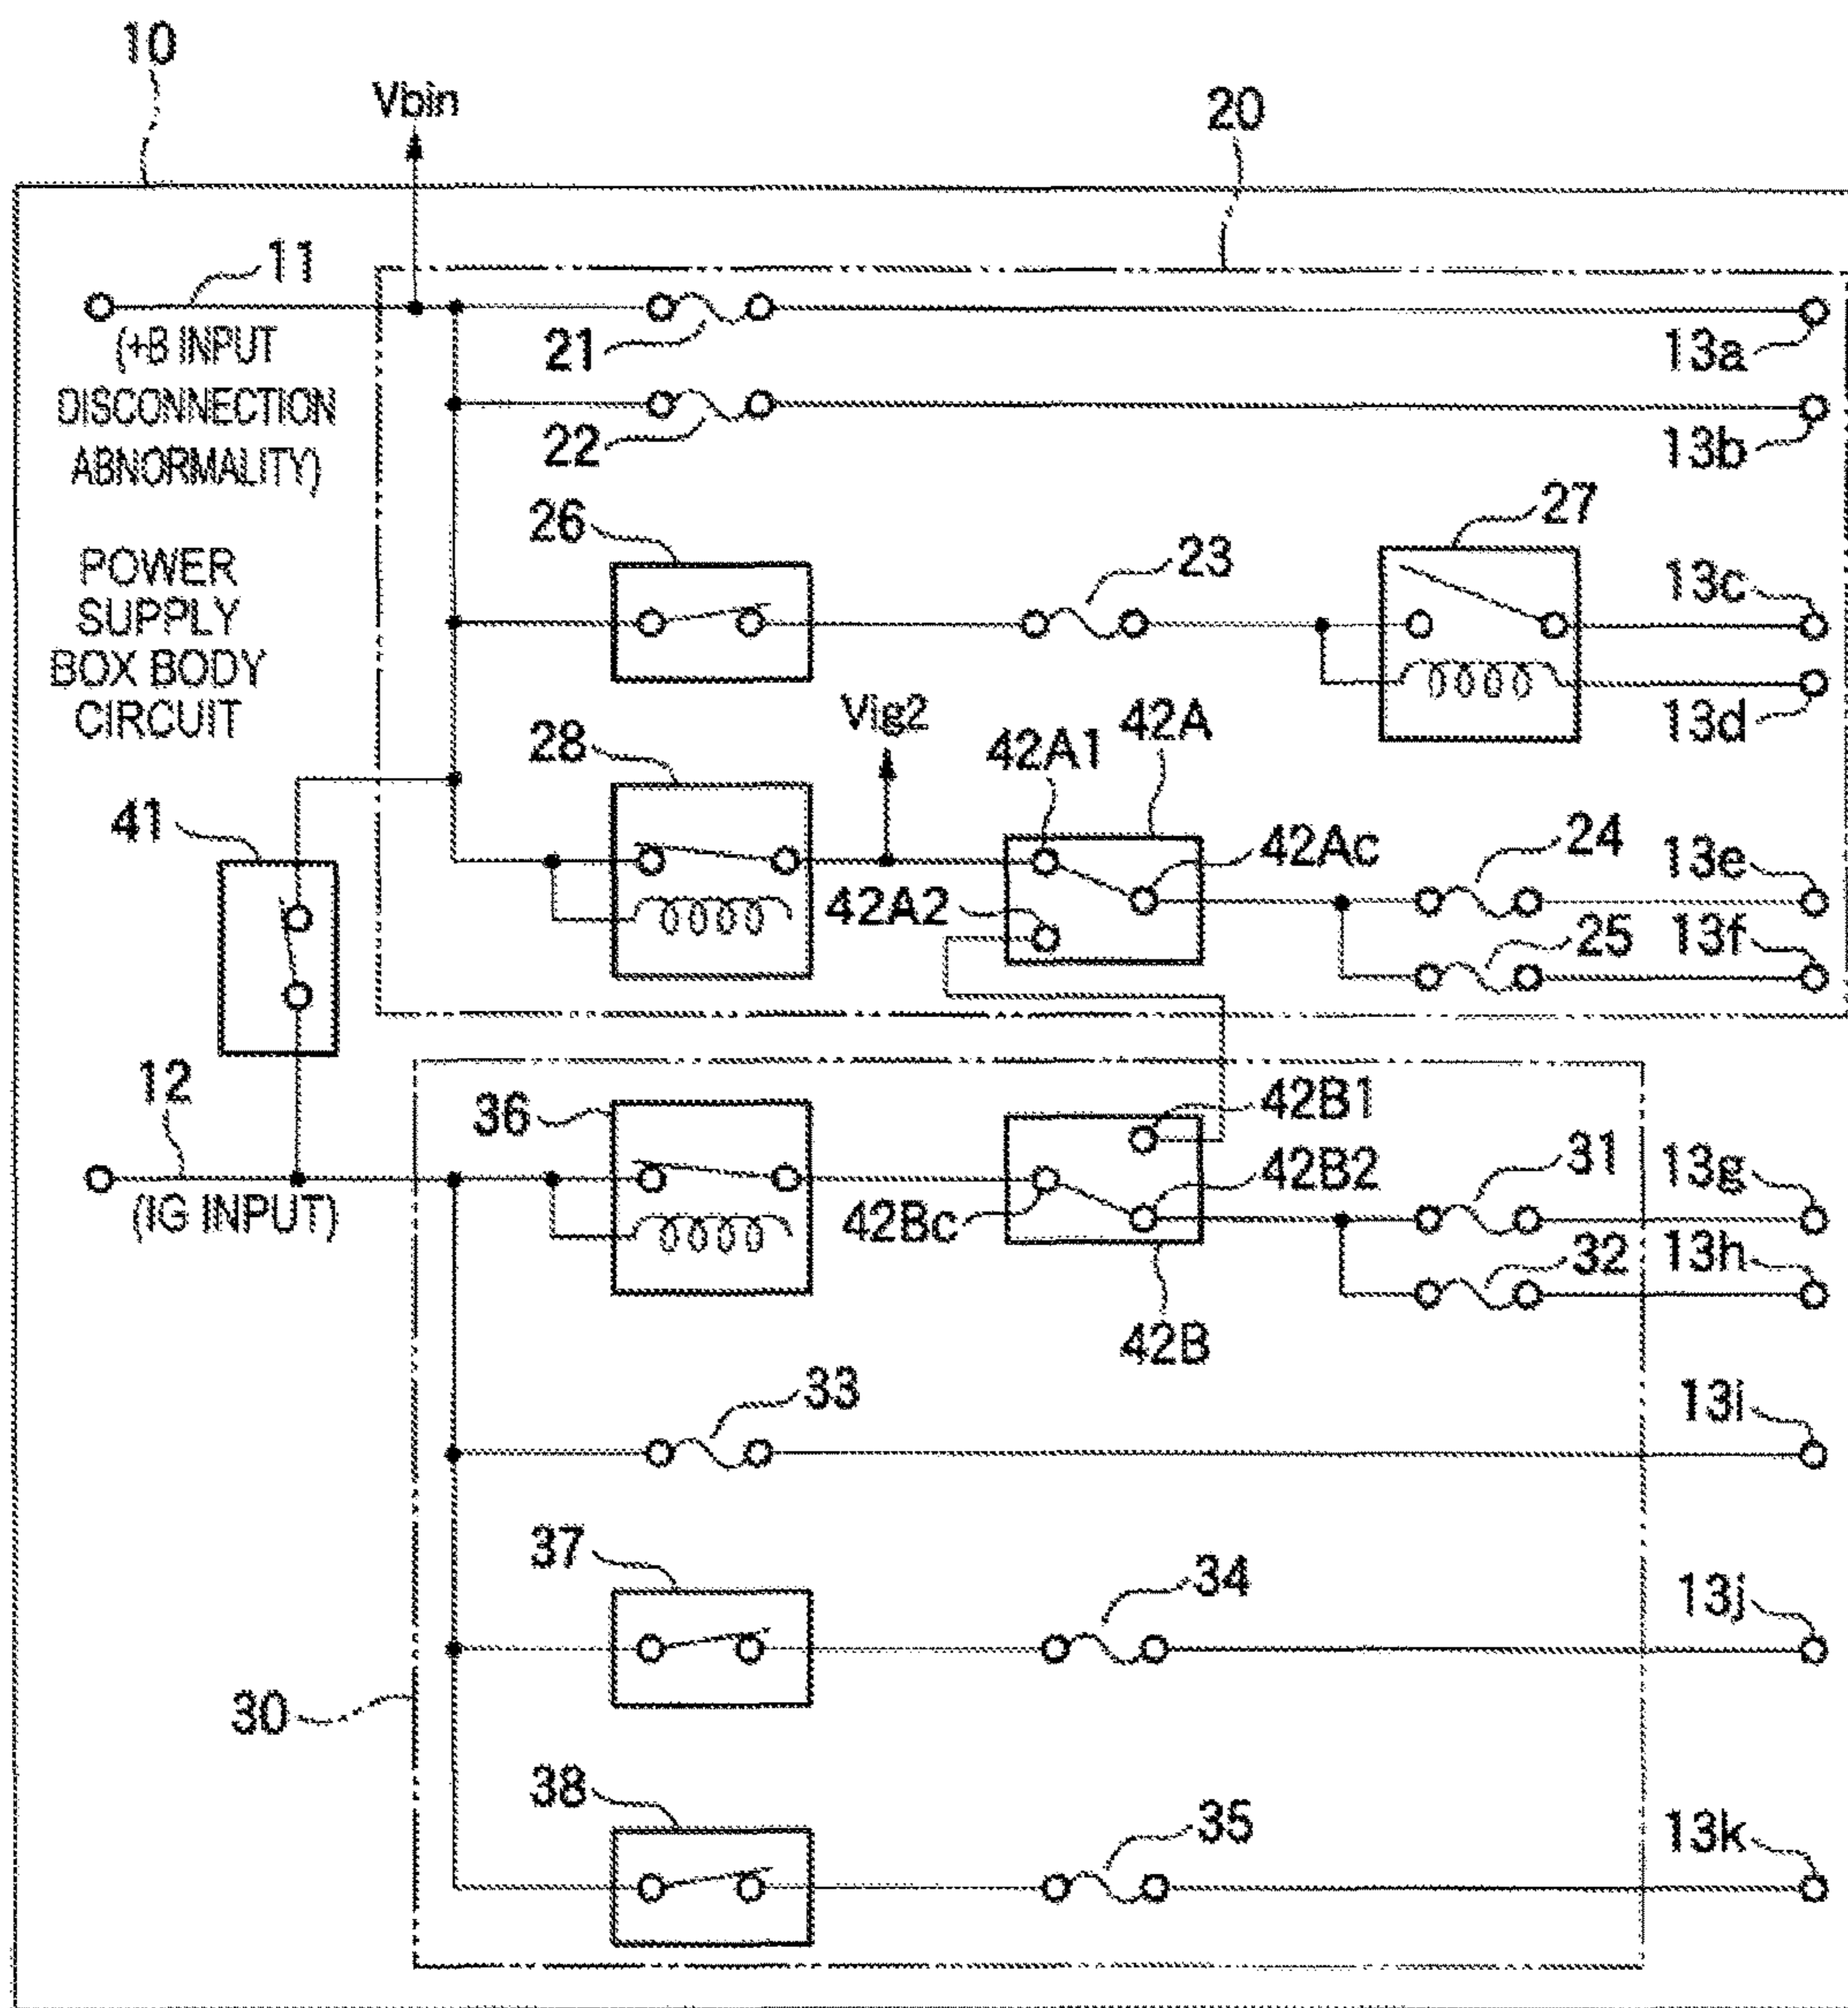 10
Vbin
20
11
(+B INPUT
DISCONNECTION
ABNORMALITY)
21
13a
22
13b
POWER
SUPPLY
BOX BODY
CIRCUIT
26
23
27
13c
13d
28
Vig2
42A1
42A
42Ac
42A2
24
13e
25
13f
41
12
(IG INPUT)
36
42B1
42B2
42Bc
42B
31
13g
32
13h
33
13i
37
34
13j
30
38
35
13k